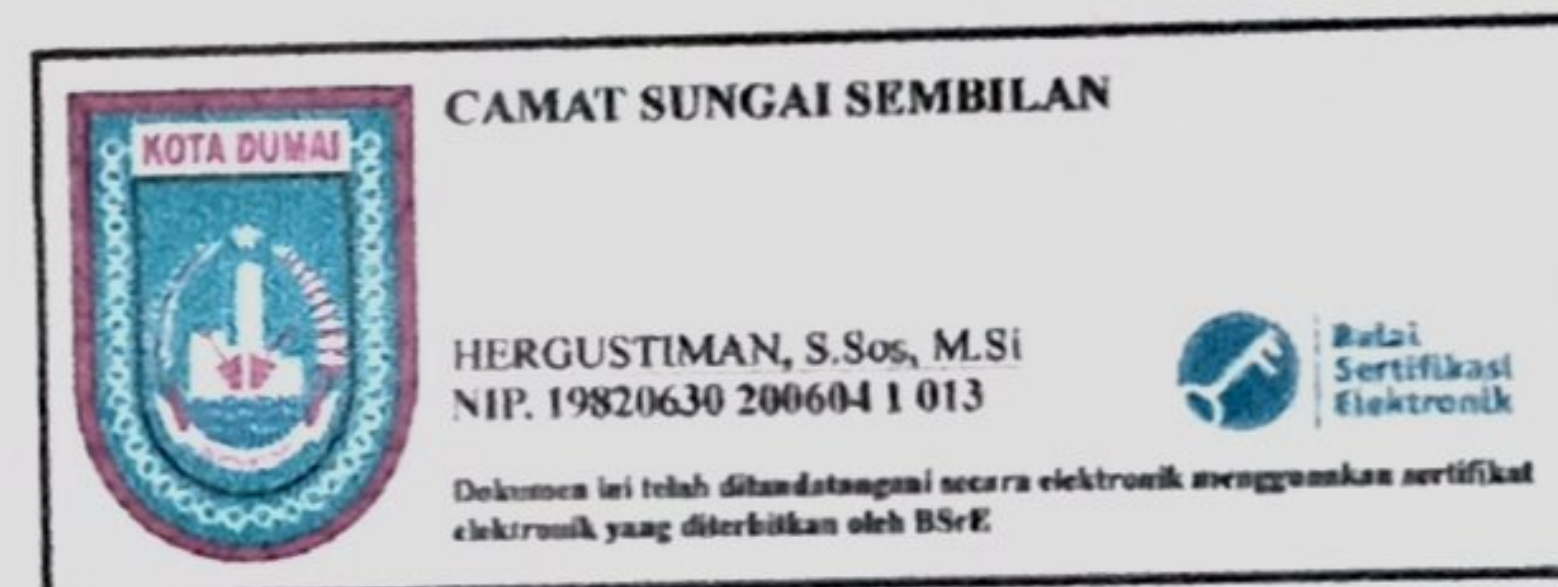 CAMAT SUNGAI SEMBILAN
KOTA DUMAI
HERGUSTIMAN, S.Sos, M.Si
NIP. 19820630 200604 1 013
Balai
Sertifikasi
Elektronik
Dokumen ini telah ditandatangani secara elektronik menggunakan sertifikat
elektronik yang diterbitkan oleh BSrE